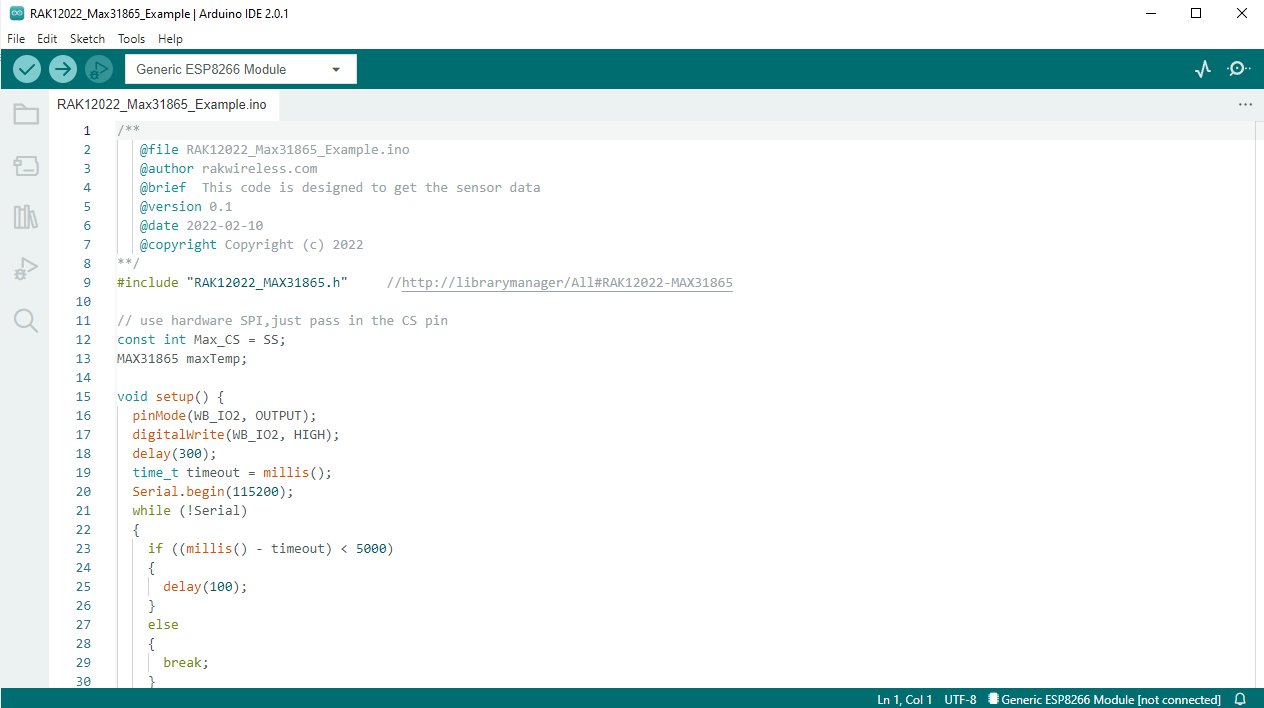 RAK12022_Max31865_Example | Arduino IDE 2.0.1
File Edit Sketch Tools Help
Generic ESP8266 Module
RAK12022_Max31865_Example.ino
1 /**
2 @file RAK12022_Max31865_Example.ino
3 @author rakwireless.com
4 @brief  This code is designed to get the sensor data
5 @version 0.1
6 @date 2022-02-10
7 @copyright Copyright (c) 2022
8 **/
9 #include "RAK12022_MAX31865.h"     //http://librarymanager/All#RAK12022-MAX31865
10
11 // use hardware SPI,just pass in the CS pin
12 const int Max_CS = SS;
13 MAX31865 maxTemp;
14
15 void setup() {
16   pinMode(WB_IO2, OUTPUT);
17   digitalWrite(WB_IO2, HIGH);
18   delay(300);
19   time_t timeout = millis();
20   Serial.begin(115200);
21   while (!Serial)
22   {
23     if ((millis() - timeout) < 5000)
24     {
25       delay(100);
26     }
27     else
28     {
29       break;
30     }
Ln 1, Col 1 UTF-8 Generic ESP8266 Module [not connected]